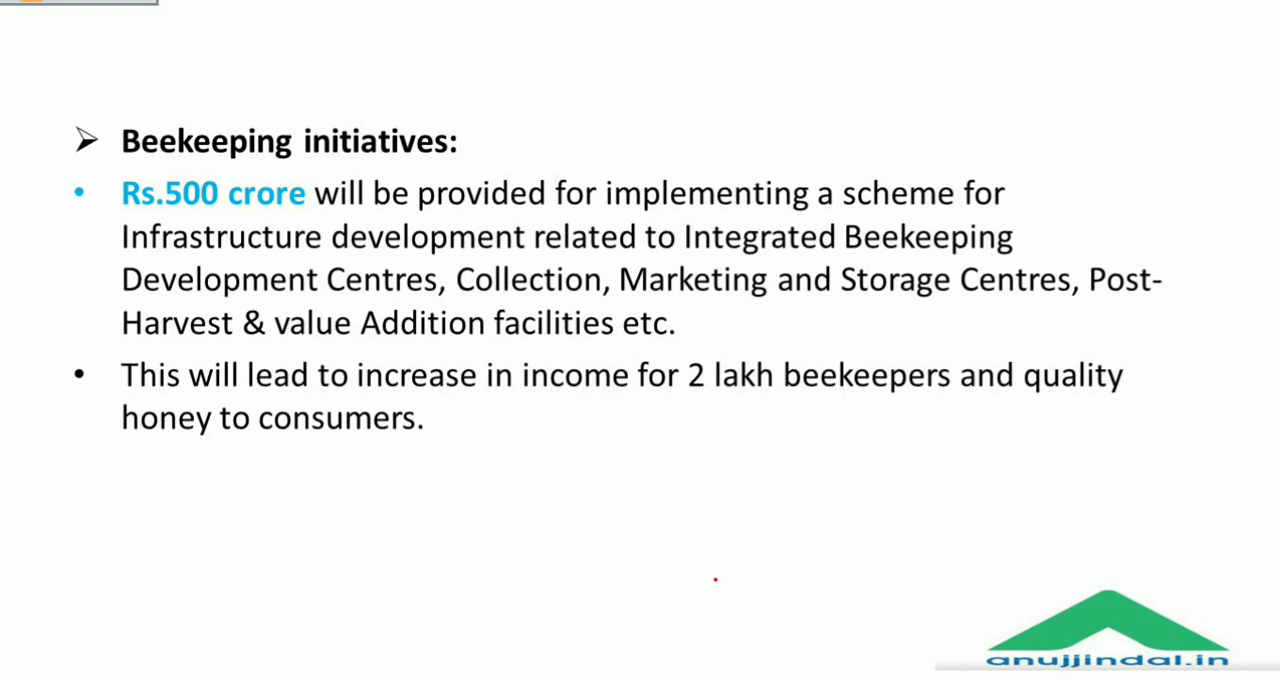 Beekeeping initiatives:
Rs.500 crore will be provided for implementing a scheme for
Infrastructure development related to Integrated Beekeeping
Development Centres, Collection, Marketing and Storage Centres, Post-
Harvest & value Addition facilities etc.
This will lead to increase in income for 2 lakh beekeepers and quality
honey to consumers.
anujjindal.in